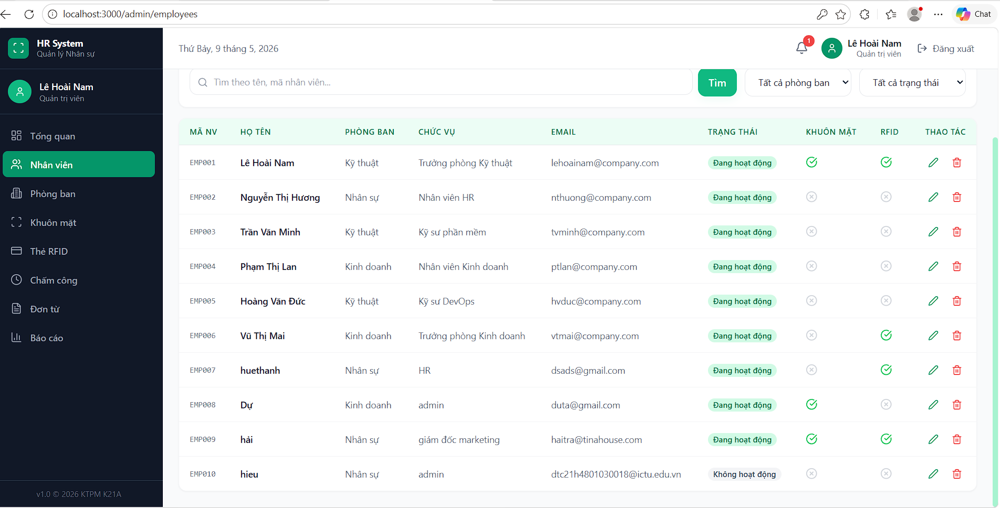 localhost:3000/admin/employees
Chat
HR System
Quản lý Nhân sự
Thứ Bảy, 9 tháng 5, 2026
1
Lê Hoài Nam
Quản trị viên
Đăng xuất
Lê Hoài Nam
Quản trị viên
Tổng quan
Nhân viên
Phòng ban
Khuôn mặt
Thẻ RFID
Chấm công
Đơn từ
Báo cáo
v1.0 © 2026 KTPM K21A
Tìm theo tên, mã nhân viên...
Tìm
Tất cả phòng ban
Tất cả trạng thái
MÃ NV HỌ TÊN PHÒNG BAN CHỨC VỤ EMAIL TRẠNG THÁI KHUÔN MẶT RFID THAO TÁC
EMP001 Lê Hoài Nam Kỹ thuật Trưởng phòng Kỹ thuật lehoainam@company.com Đang hoạt động
EMP002 Nguyễn Thị Hương Nhân sự Nhân viên HR nthuong@company.com Đang hoạt động
EMP003 Trần Văn Minh Kỹ thuật Kỹ sư phần mềm tvminh@company.com Đang hoạt động
EMP004 Phạm Thị Lan Kinh doanh Nhân viên Kinh doanh ptlan@company.com Đang hoạt động
EMP005 Hoàng Văn Đức Kỹ thuật Kỹ sư DevOps hvduc@company.com Đang hoạt động
EMP006 Vũ Thị Mai Kinh doanh Trưởng phòng Kinh doanh vtmai@company.com Đang hoạt động
EMP007 huethanh Nhân sự HR dsads@gmail.com Đang hoạt động
EMP008 Dự Kinh doanh admin duta@gmail.com Đang hoạt động
EMP009 hải Nhân sự giám đốc marketing haitra@tinahouse.com Đang hoạt động
EMP010 hieu Nhân sự admin dtc21h4801030018@ictu.edu.vn Không hoạt động